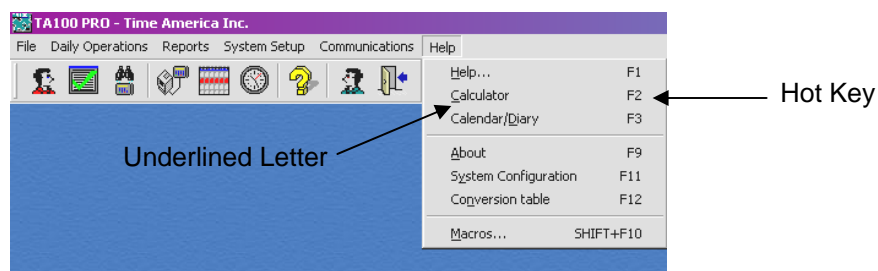 TA100 PRO - Time America Inc.
File Daily Operations Reports System Setup Communications Help
Help... F1
Calculator F2
Hot Key
Calendar/Diary F3
Underlined Letter
About F9
System Configuration F11
Conversion table F12
Macros... SHIFT+F10